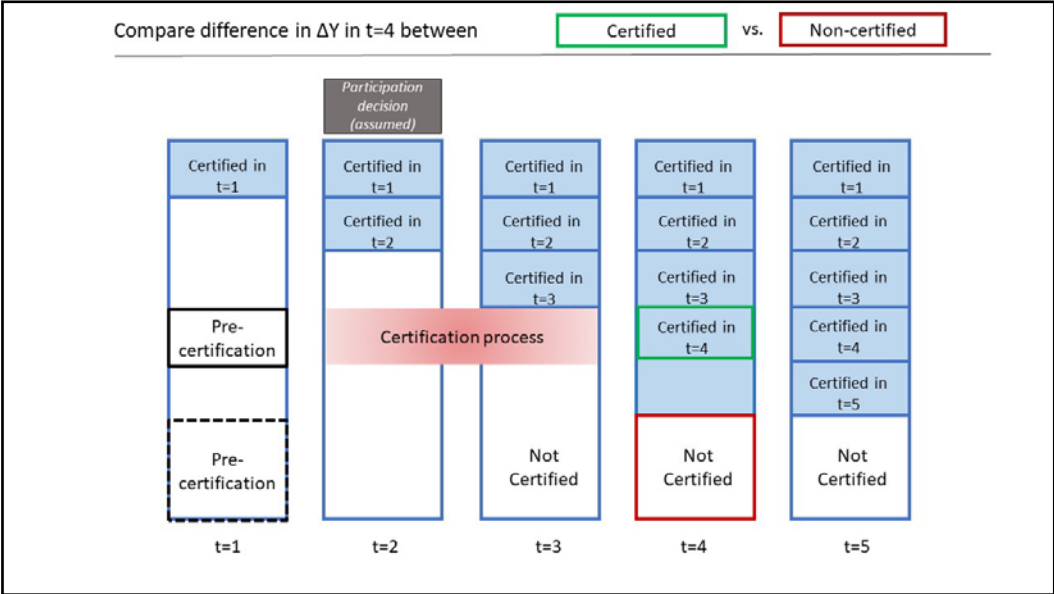 Compare difference in ΔY in t=4 between Certified vs. Non-certified
Participation
decision
(assumed)
Certified in
t=1
Certified in
t=1
Certified in
t=1
Certified in
t=1
Certified in
t=1
Certified in
t=2
Certified in
t=2
Certified in
t=2
Certified in
t=2
Certified in
t=3
Certified in
t=3
Certified in
t=3
Pre-
certification
Certification process
Certified in
t=4
Certified in
t=4
Certified in
t=5
Pre-
certification
Not
Certified
Not
Certified
Not
Certified
t=1 t=2 t=3 t=4 t=5